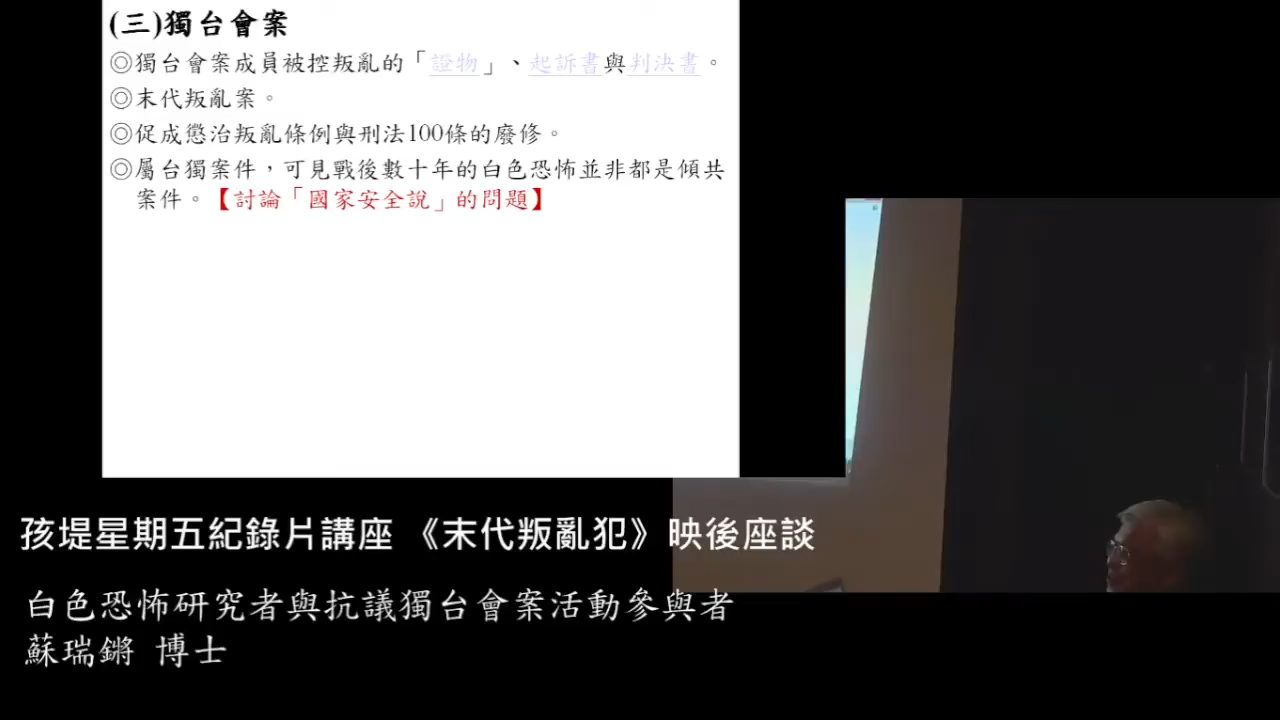 (三)獨台會案
◎獨台會案成員被控叛亂的「證物」、起訴書與判決書。
◎末代叛亂案。
◎促成懲治叛亂條例與刑法100條的廢修。
◎屬台獨案件，可見戰後數十年的白色恐怖並非都是傾共
案件。【討論「國家安全說」的問題】
孩堤星期五紀錄片講座 《末代叛亂犯》映後座談
白色恐怖研究者與抗議獨台會案活動參與者
蘇瑞鏘 博士